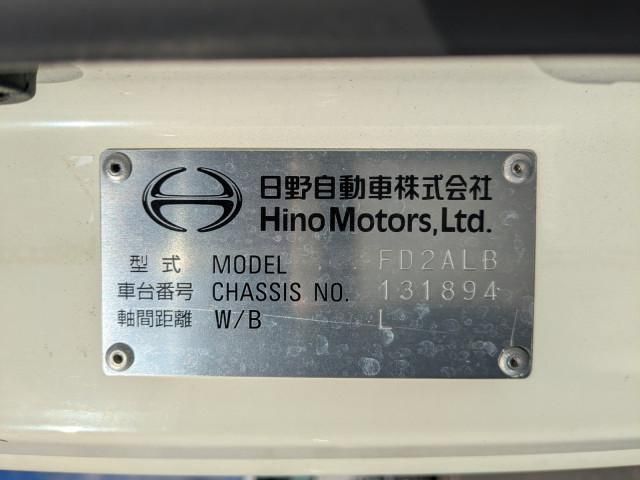 日野自動車株式会社
Hino Motors, Ltd.
型式 MODEL FD2ALB
車台番号 CHASSIS NO. 131894
軸間距離 W/B L